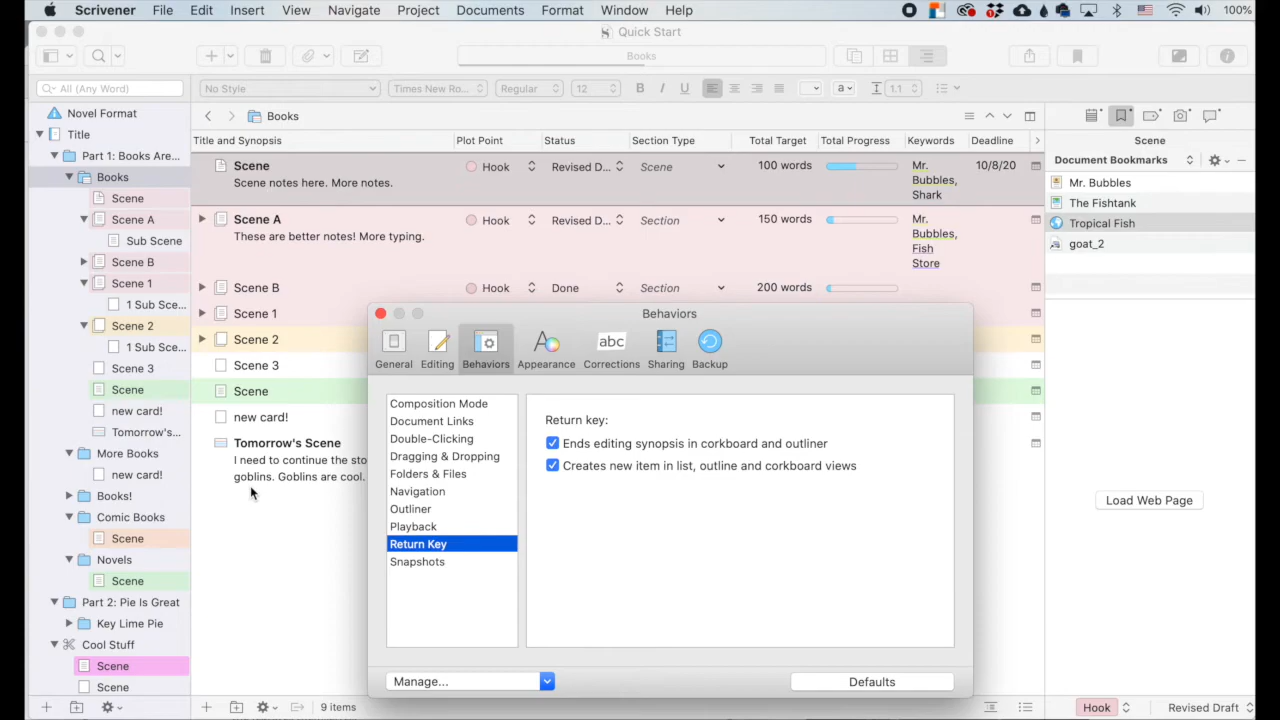 Scrivener File Edit Insert View Navigate Project Documents Format Window Help 100%
Quick Start
Books
All (Any Word) No Style Times New Ro... Regular 12 B I U a 1.1
Novel Format
Title
Part 1: Books Are...
Books
Scene
Scene A
Sub Scene
Scene B
Scene 1
1 Sub Sce...
Scene 2
1 Sub Sce...
Scene 3
Scene
new card!
Tomorrow's...
More Books
new card!
Books!
Comic Books
Scene
Novels
Scene
Part 2: Pie Is Great
Key Lime Pie
Cool Stuff
Scene
Scene
Books
Title and Synopsis Plot Point Status Section Type Total Target Total Progress Keywords Deadline
Scene Hook Revised D... Scene 100 words Mr. 10/8/20
Scene notes here. More notes. Bubbles,
Shark
Scene A Hook Revised D... Section 150 words Mr.
These are better notes! More typing. Bubbles,
Fish
Store
Scene B Hook Done Section 200 words
Scene 1
Scene 2
Scene 3
Scene
new card!
Tomorrow's Scene
I need to continue the sto
goblins. Goblins are cool.
9 items
Behaviors
General Editing Behaviors Appearance abc Corrections Sharing Backup
Composition Mode
Document Links
Double-Clicking
Dragging & Dropping
Folders & Files
Navigation
Outliner
Playback
Return Key
Snapshots
Return key:
Ends editing synopsis in corkboard and outliner
Creates new item in list, outline and corkboard views
Manage... Defaults
Scene
Document Bookmarks
Mr. Bubbles
The Fishtank
Tropical Fish
goat_2
Load Web Page
Hook Revised Draft